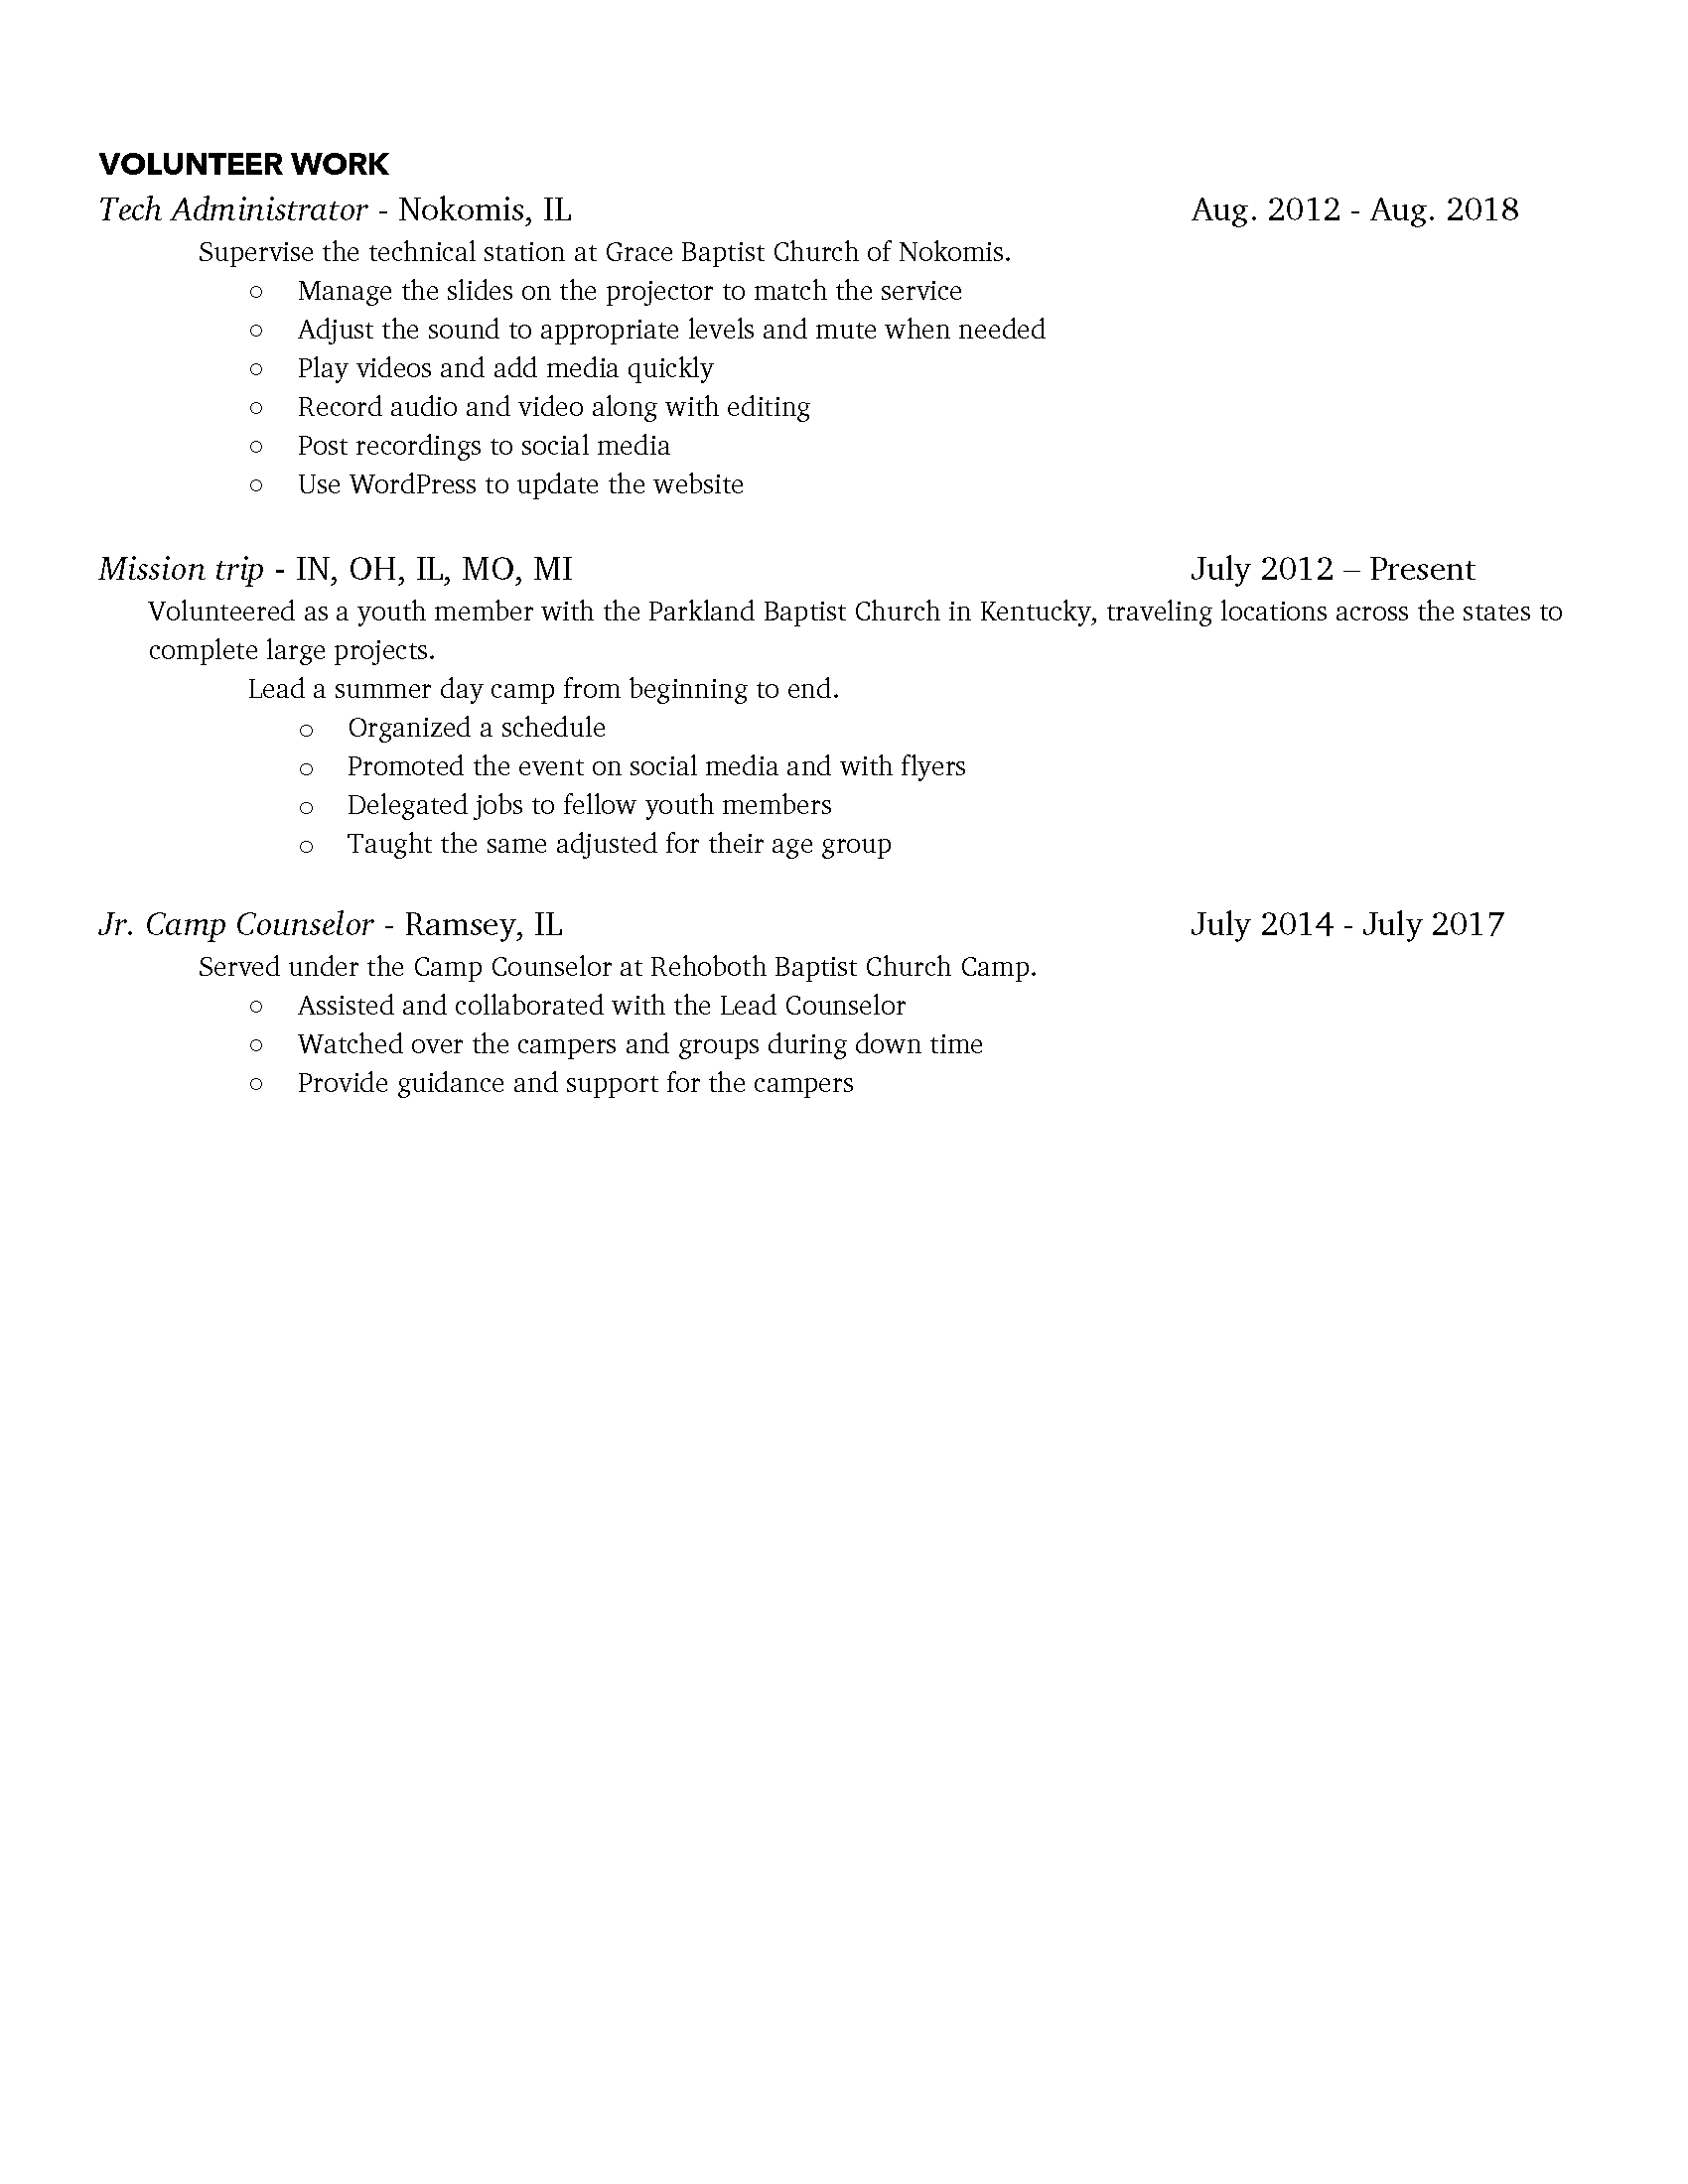 VOLUNTEER WORK
Tech Administrator - Nokomis, IL Aug. 2012 - Aug. 2018
Supervise the technical station at Grace Baptist Church of Nokomis.
○ Manage the slides on the projector to match the service
○ Adjust the sound to appropriate levels and mute when needed
○ Play videos and add media quickly
○ Record audio and video along with editing
○ Post recordings to social media
○ Use WordPress to update the website
Mission trip - IN, OH, IL, MO, MI July 2012 – Present
Volunteered as a youth member with the Parkland Baptist Church in Kentucky, traveling locations across the states to
complete large projects.
Lead a summer day camp from beginning to end.
o Organized a schedule
o Promoted the event on social media and with flyers
o Delegated jobs to fellow youth members
o Taught the same adjusted for their age group
Jr. Camp Counselor - Ramsey, IL July 2014 - July 2017
Served under the Camp Counselor at Rehoboth Baptist Church Camp.
○ Assisted and collaborated with the Lead Counselor
○ Watched over the campers and groups during down time
○ Provide guidance and support for the campers